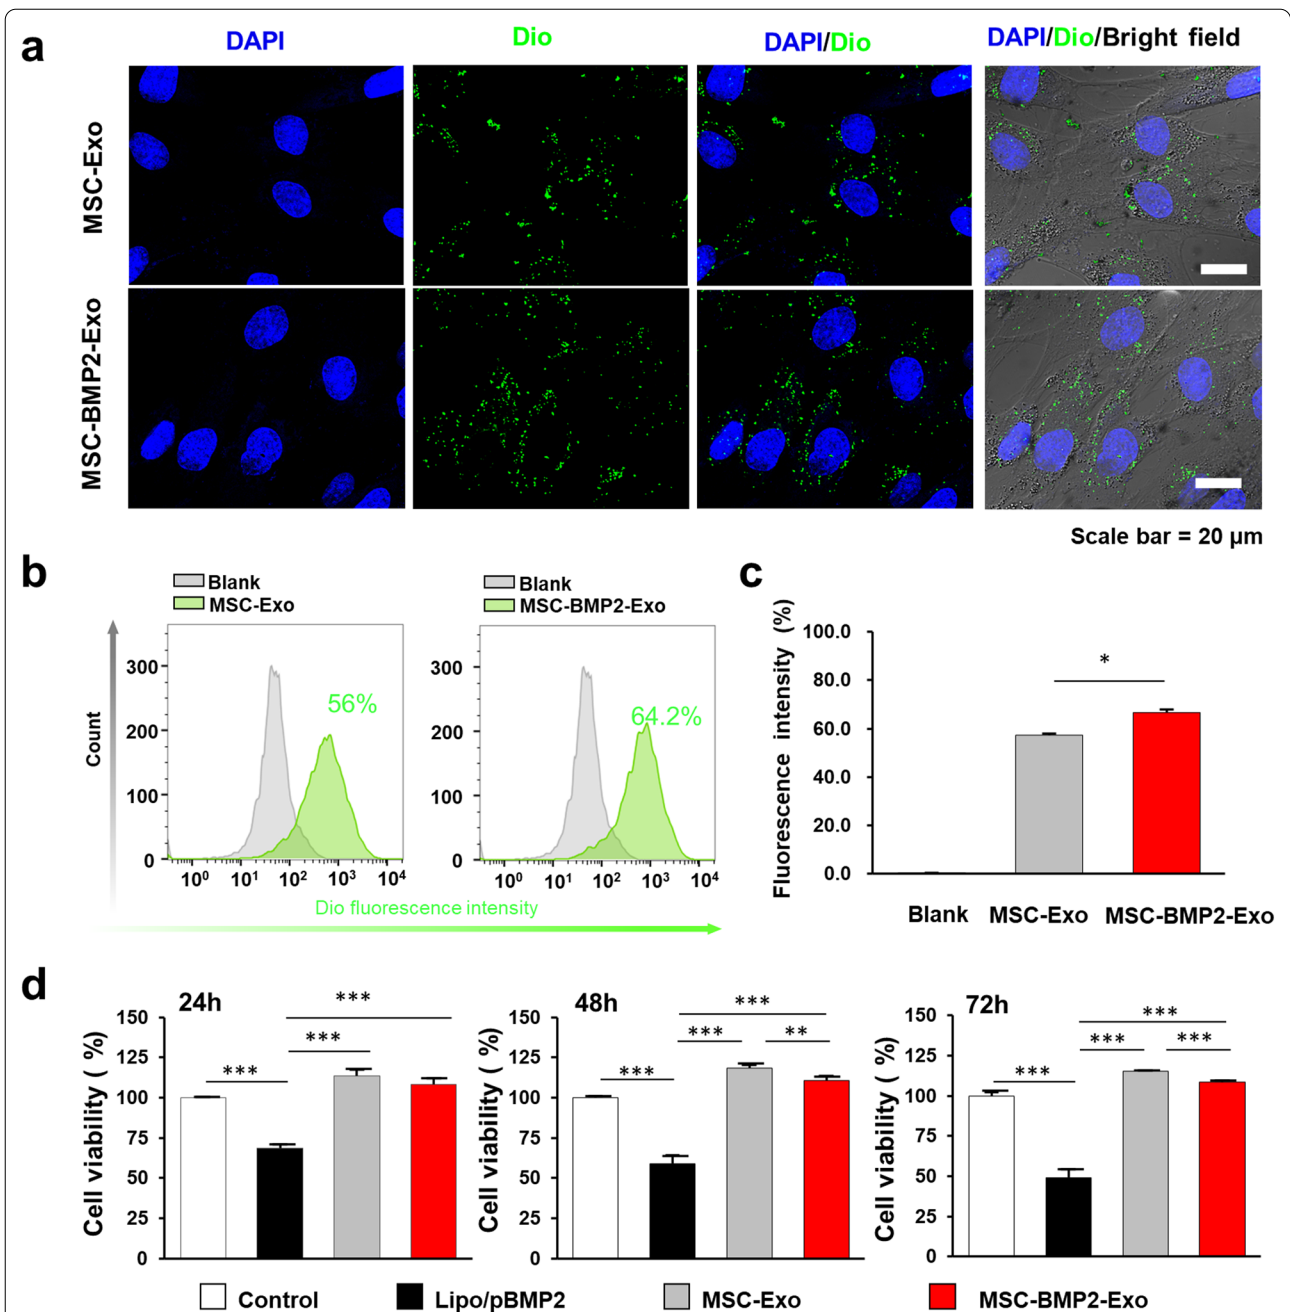 a
DAPI
Dio
DAPI/Dio
DAPI/Dio/Bright field
MSC-Exo
MSC-BMP2-Exo
Scale bar = 20 µm
b
Blank
MSC-Exo
Blank
MSC-BMP2-Exo
Count
300
200
100
0
56%
10⁰ 10¹ 10² 10³ 10⁴
300
200
100
0
64.2%
10⁰ 10¹ 10² 10³ 10⁴
Dio fluorescence intensity
c
Fluorescence intensity (%)
100.0
80.0
60.0
40.0
20.0
0.0
*
Blank MSC-Exo MSC-BMP2-Exo
d
24h
Cell viability ( %)
150
125
100
75
50
25
0
***
***
***
48h
Cell viability ( %)
150
125
100
75
50
25
0
***
*** **
***
72h
Cell viability ( %)
150
125
100
75
50
25
0
***
*** ***
***
Control Lipo/pBMP2 MSC-Exo MSC-BMP2-Exo